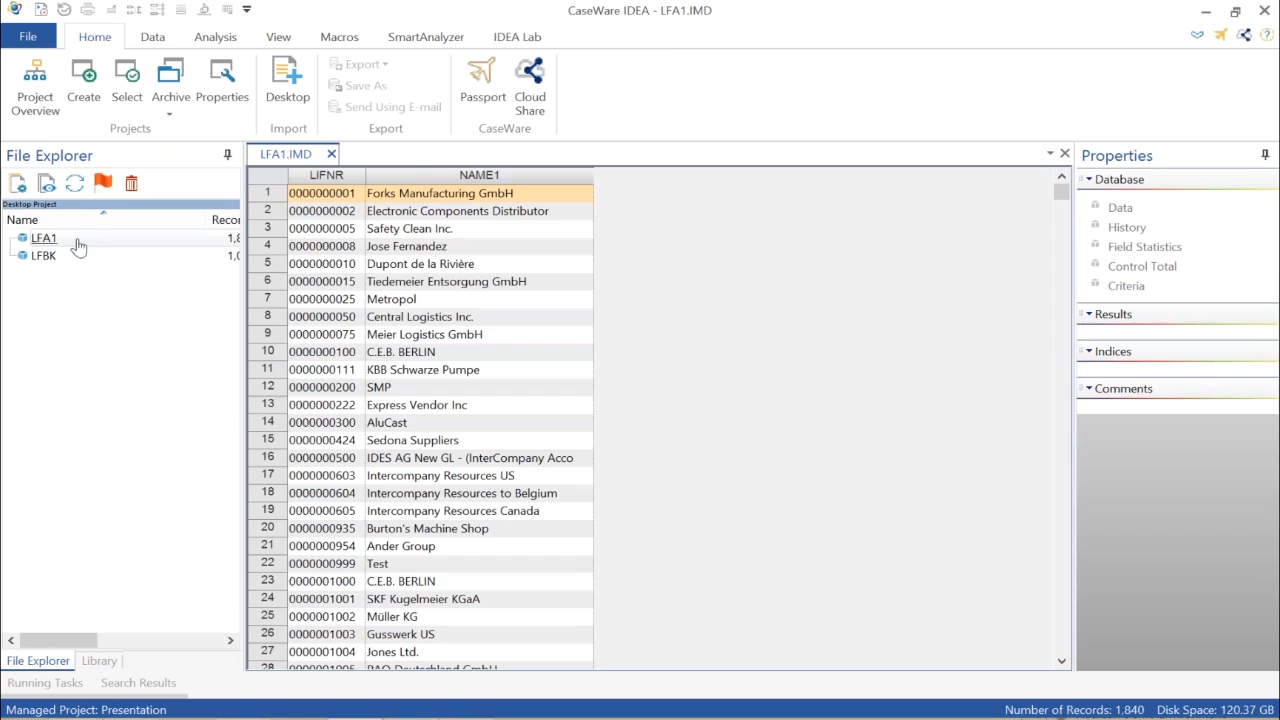 CaseWare IDEA - LFA1.IMD
File Home Data Analysis View Macros SmartAnalyzer IDEA Lab
Project Overview
Create
Select
Archive
Properties
Projects
Desktop
Import
Export
Save As
Send Using E-mail
Export
Passport
Cloud Share
CaseWare
File Explorer
Desktop Project
Name Recor
LFA1 1,8
LFBK 1,0
File Explorer Library
Running Tasks Search Results
LFA1.IMD
LIFNR NAME1
1 0000000001 Forks Manufacturing GmbH
2 0000000002 Electronic Components Distributor
3 0000000005 Safety Clean Inc.
4 0000000008 Jose Fernandez
5 0000000010 Dupont de la Rivière
6 0000000015 Tiedemeier Entsorgung GmbH
7 0000000025 Metropol
8 0000000050 Central Logistics Inc.
9 0000000075 Meier Logistics GmbH
10 0000000100 C.E.B. BERLIN
11 0000000111 KBB Schwarze Pumpe
12 0000000200 SMP
13 0000000222 Express Vendor Inc
14 0000000300 AluCast
15 0000000424 Sedona Suppliers
16 0000000500 IDES AG New GL - (InterCompany Acco
17 0000000603 Intercompany Resources US
18 0000000604 Intercompany Resources to Belgium
19 0000000605 Intercompany Resources Canada
20 0000000935 Burton's Machine Shop
21 0000000954 Ander Group
22 0000000999 Test
23 0000001000 C.E.B. BERLIN
24 0000001001 SKF Kugelmeier KGaA
25 0000001002 Müller KG
26 0000001003 Gusswerk US
27 0000001004 Jones Ltd.
28 0000001005 PAQ Deutschland GmbH
Properties
Database
Data
History
Field Statistics
Control Total
Criteria
Results
Indices
Comments
Managed Project: Presentation
Number of Records: 1,840 Disk Space: 120.37 GB